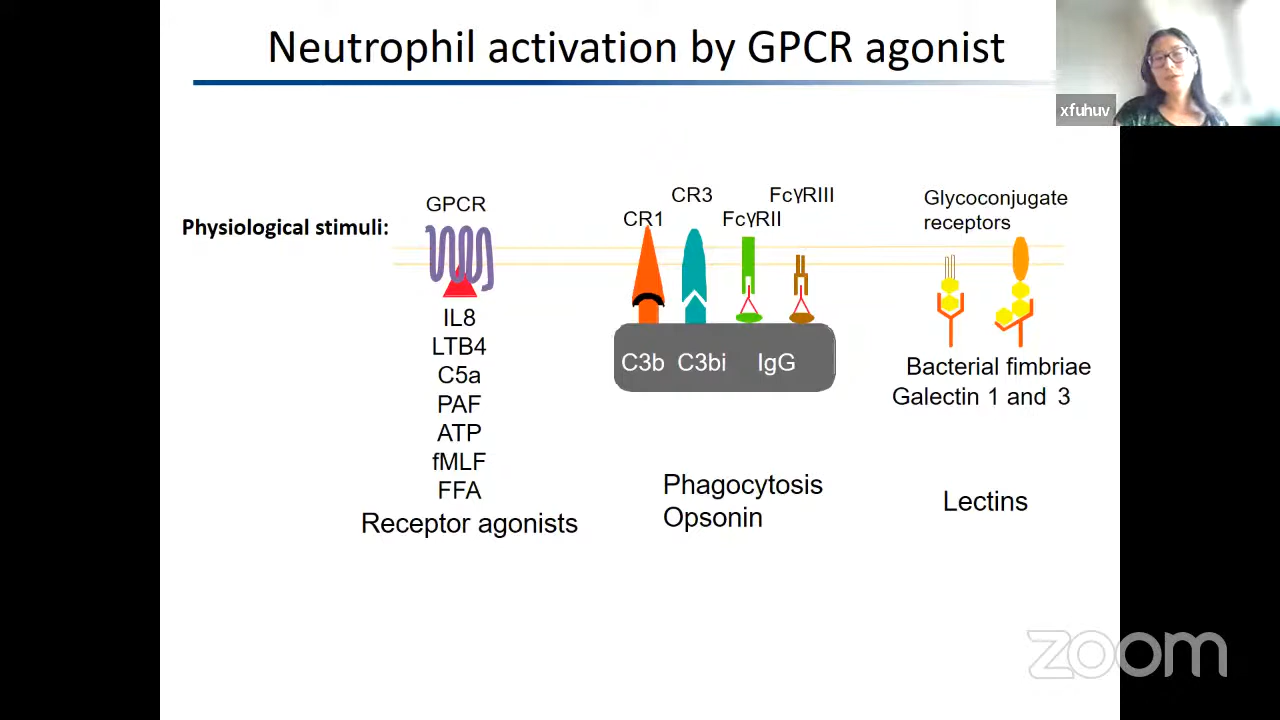 Neutrophil activation by GPCR agonist
xfuhuv
Physiological stimuli:
GPCR
IL8
LTB4
C5a
PAF
ATP
fMLF
FFA
Receptor agonists
CR1
CR3
FcγRII
FcγRIII
C3b C3bi IgG
Phagocytosis
Opsonin
Glycoconjugate
receptors
Bacterial fimbriae
Galectin 1 and 3
Lectins
zoom